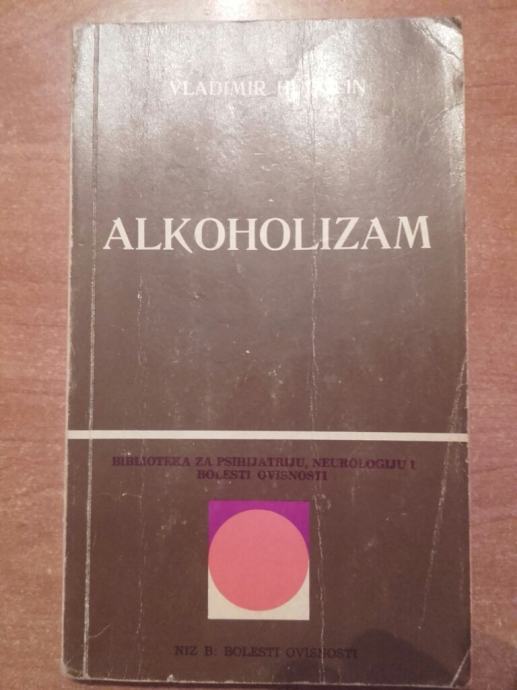 VLADIMIR
ALKOHOLIZAM
BIBLIOTEKA ZA PSIHIJATRIJU, NEUROLOGIJU I
BOLESTI OVISNOSTI
NIZ B: BOLESTI OVISNOSTI